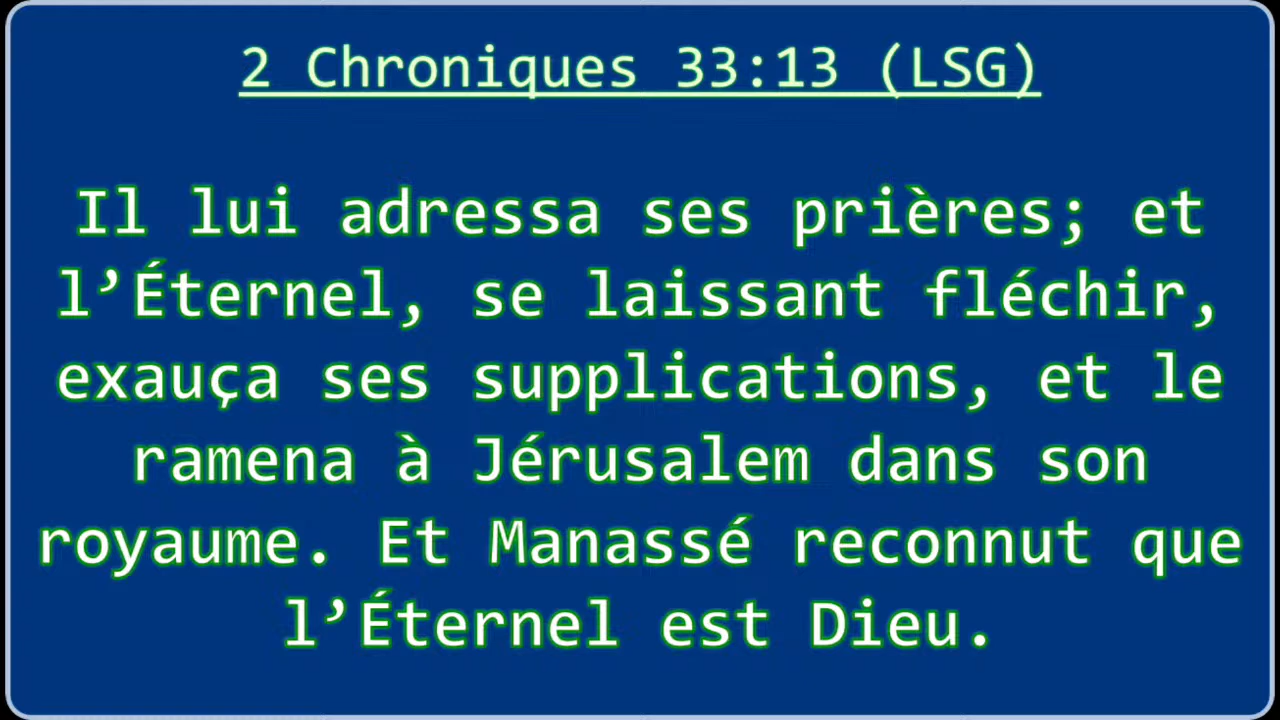 2 Chroniques 33:13 (LSG)
Il lui adressa ses prières; et
l’Éternel, se laissant fléchir,
exauça ses supplications, et le
ramena à Jérusalem dans son
royaume. Et Manassé reconnut que
l’Éternel est Dieu.